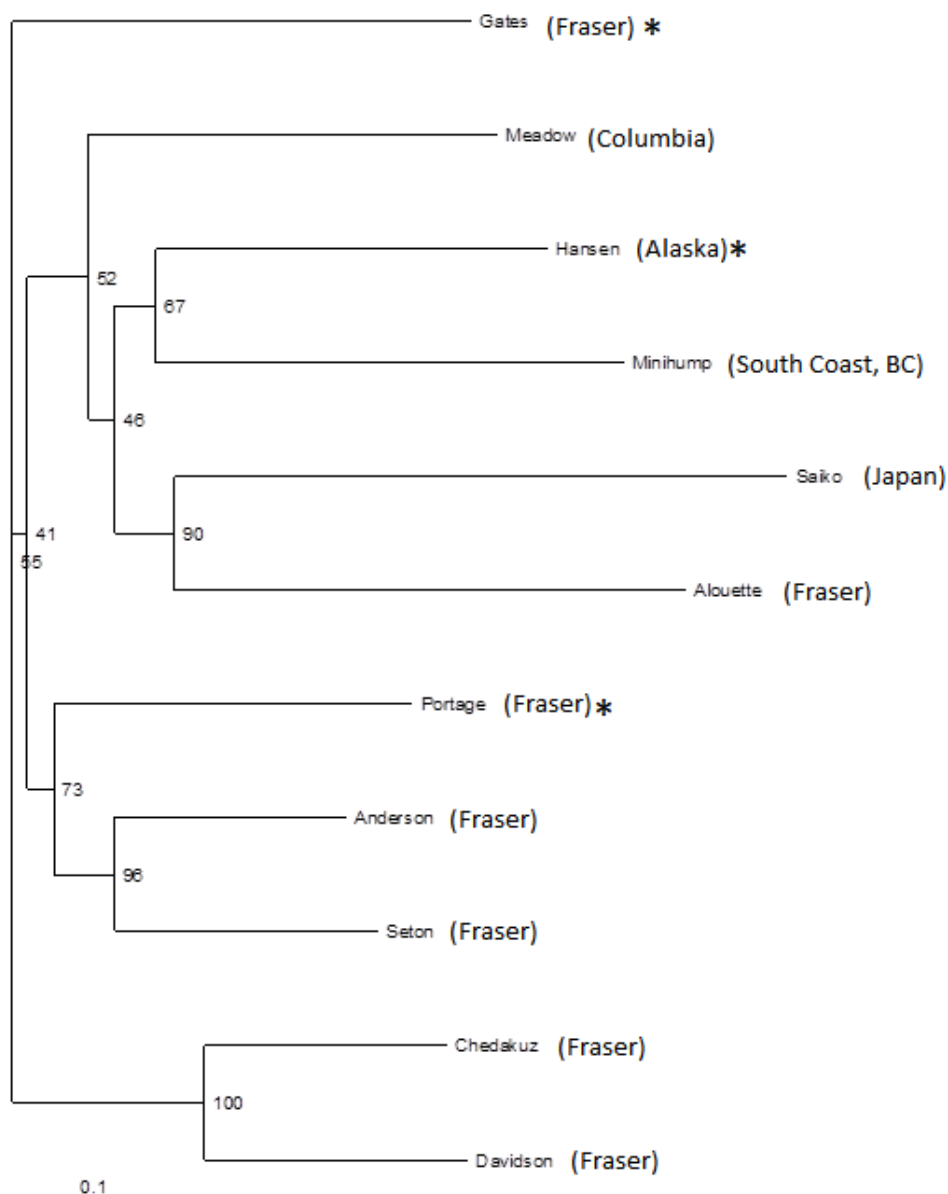 Gates (Fraser) *
Meadow (Columbia)
Hansen (Alaska)*
52
67
Minihump (South Coast, BC)
46
Saiko (Japan)
41
90
55
Alouette (Fraser)
Portage (Fraser)*
73
Anderson (Fraser)
96
Seton (Fraser)
Chedakuz (Fraser)
100
Davidson (Fraser)
0.1